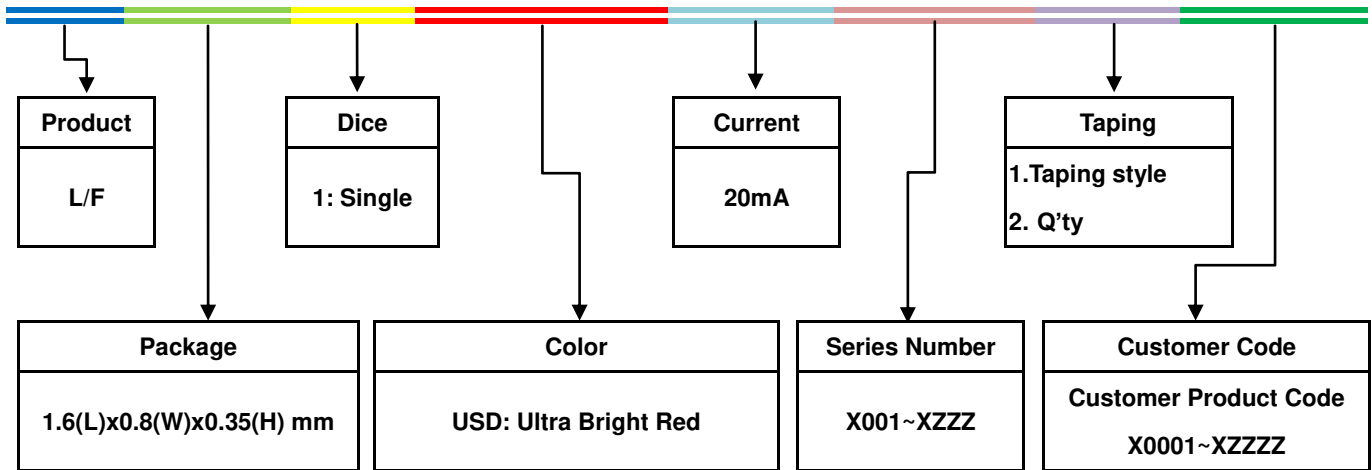 Product
L/F
Dice
1: Single
Current
20mA
Taping
1.Taping style
2. Q’ty
Package
1.6(L)x0.8(W)x0.35(H) mm
Color
USD: Ultra Bright Red
Series Number
X001~XZZZ
Customer Code
Customer Product Code
X0001~XZZZZ